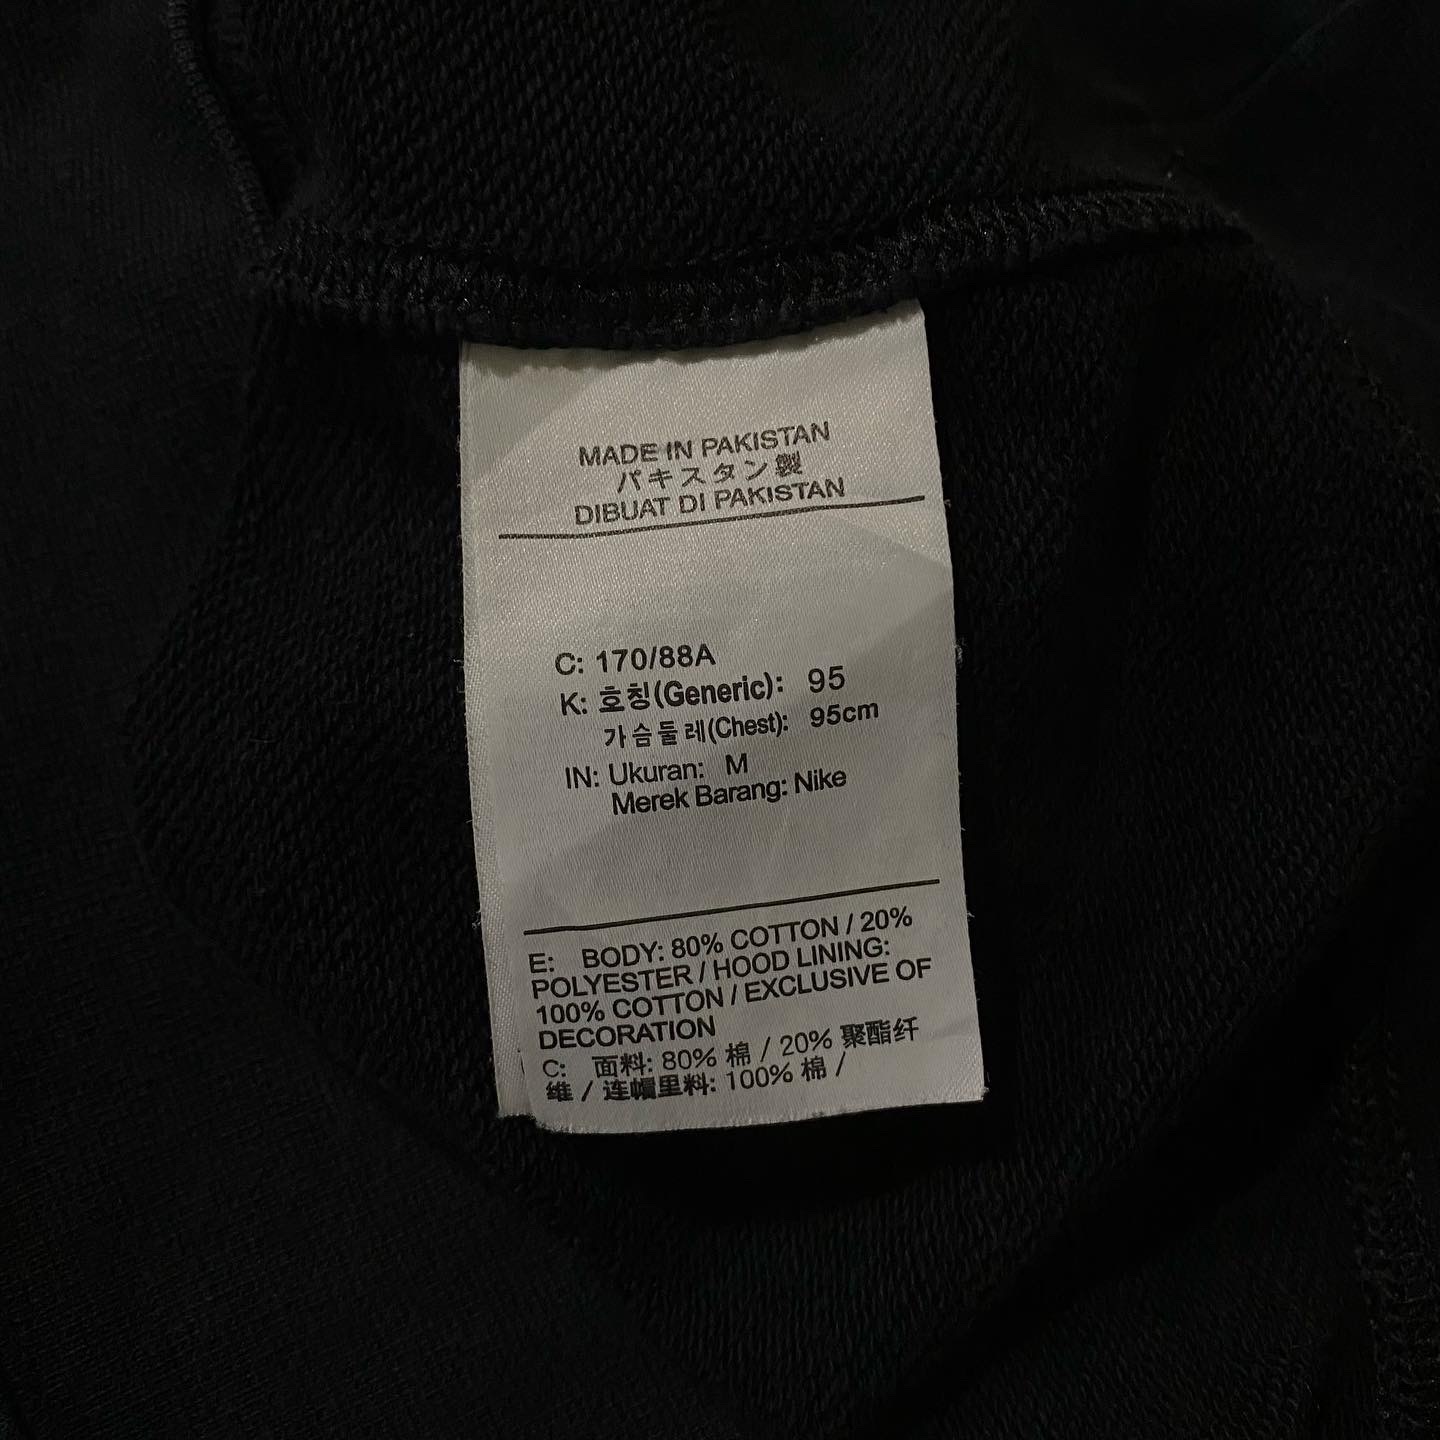 MADE IN PAKISTAN
パキスタン製
DIBUAT DI PAKISTAN
C: 170/88A
K: 호칭(Generic): 95
가슴둘레(Chest): 95cm
IN: Ukuran: M
Merek Barang: Nike
E: BODY: 80% COTTON / 20%
POLYESTER / HOOD LINING:
100% COTTON / EXCLUSIVE OF
DECORATION
C: 面料: 80% 棉 / 20% 聚酯纤
维 / 连帽里料: 100% 棉 /